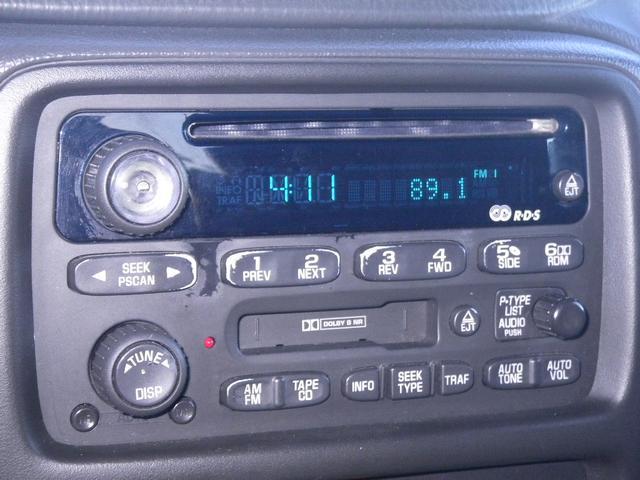 FM 1
INFO
TRAF
4:11 89.1
EJT
R·D·S
SEEK
PSCAN
1 PREV 2 NEXT
3 REV 4 FWD
5 SIDE 6 RDM
DOLBY B NR
EJT
P-TYPE
LIST
AUDIO
PUSH
TUNE
DISP
AM
FM
TAPE
CD
INFO
SEEK
TYPE
TRAF
AUTO
TONE
AUTO
VOL